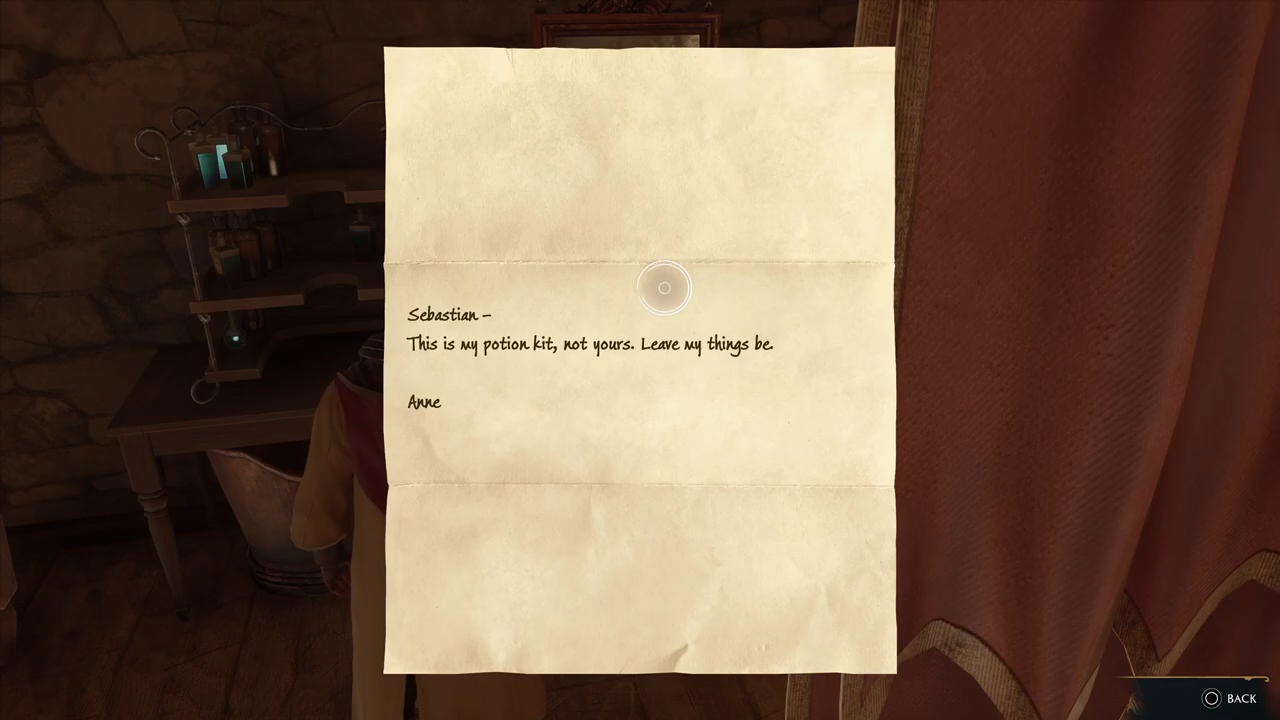 Sebastian –
This is my potion kit, not yours. Leave my things be.
Anne
BACK